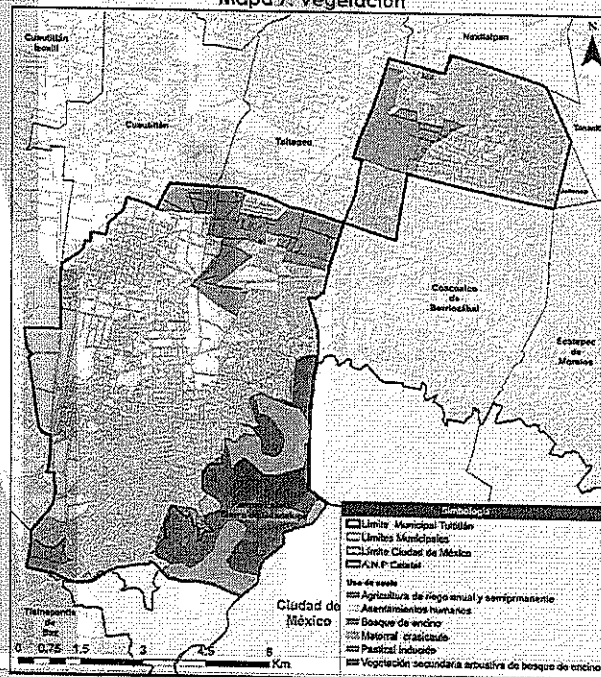 Mapa 7. Vegetación
Cuautitlán
Izcalli
Cuautitlán
Tultepec
Nextlalpan
N
Coacalco
de
Berriozábal
Ecatepec
de
Morelos
Tlalnepantla
de
Baz
Ciudad de
México
0 0.75 1.5 3 4.5 6
Km
Simbología
Límite Municipal Tultitlán
Límites Municipales
Límite Ciudad de México
A.N.P. Estatal
Uso de suelo
Agricultura de riego anual y semipermanente
Asentamientos humanos
Bosque de encino
Matorral crasicaule
Pastizal inducido
Vegetación secundaria arbustiva de bosque de encino